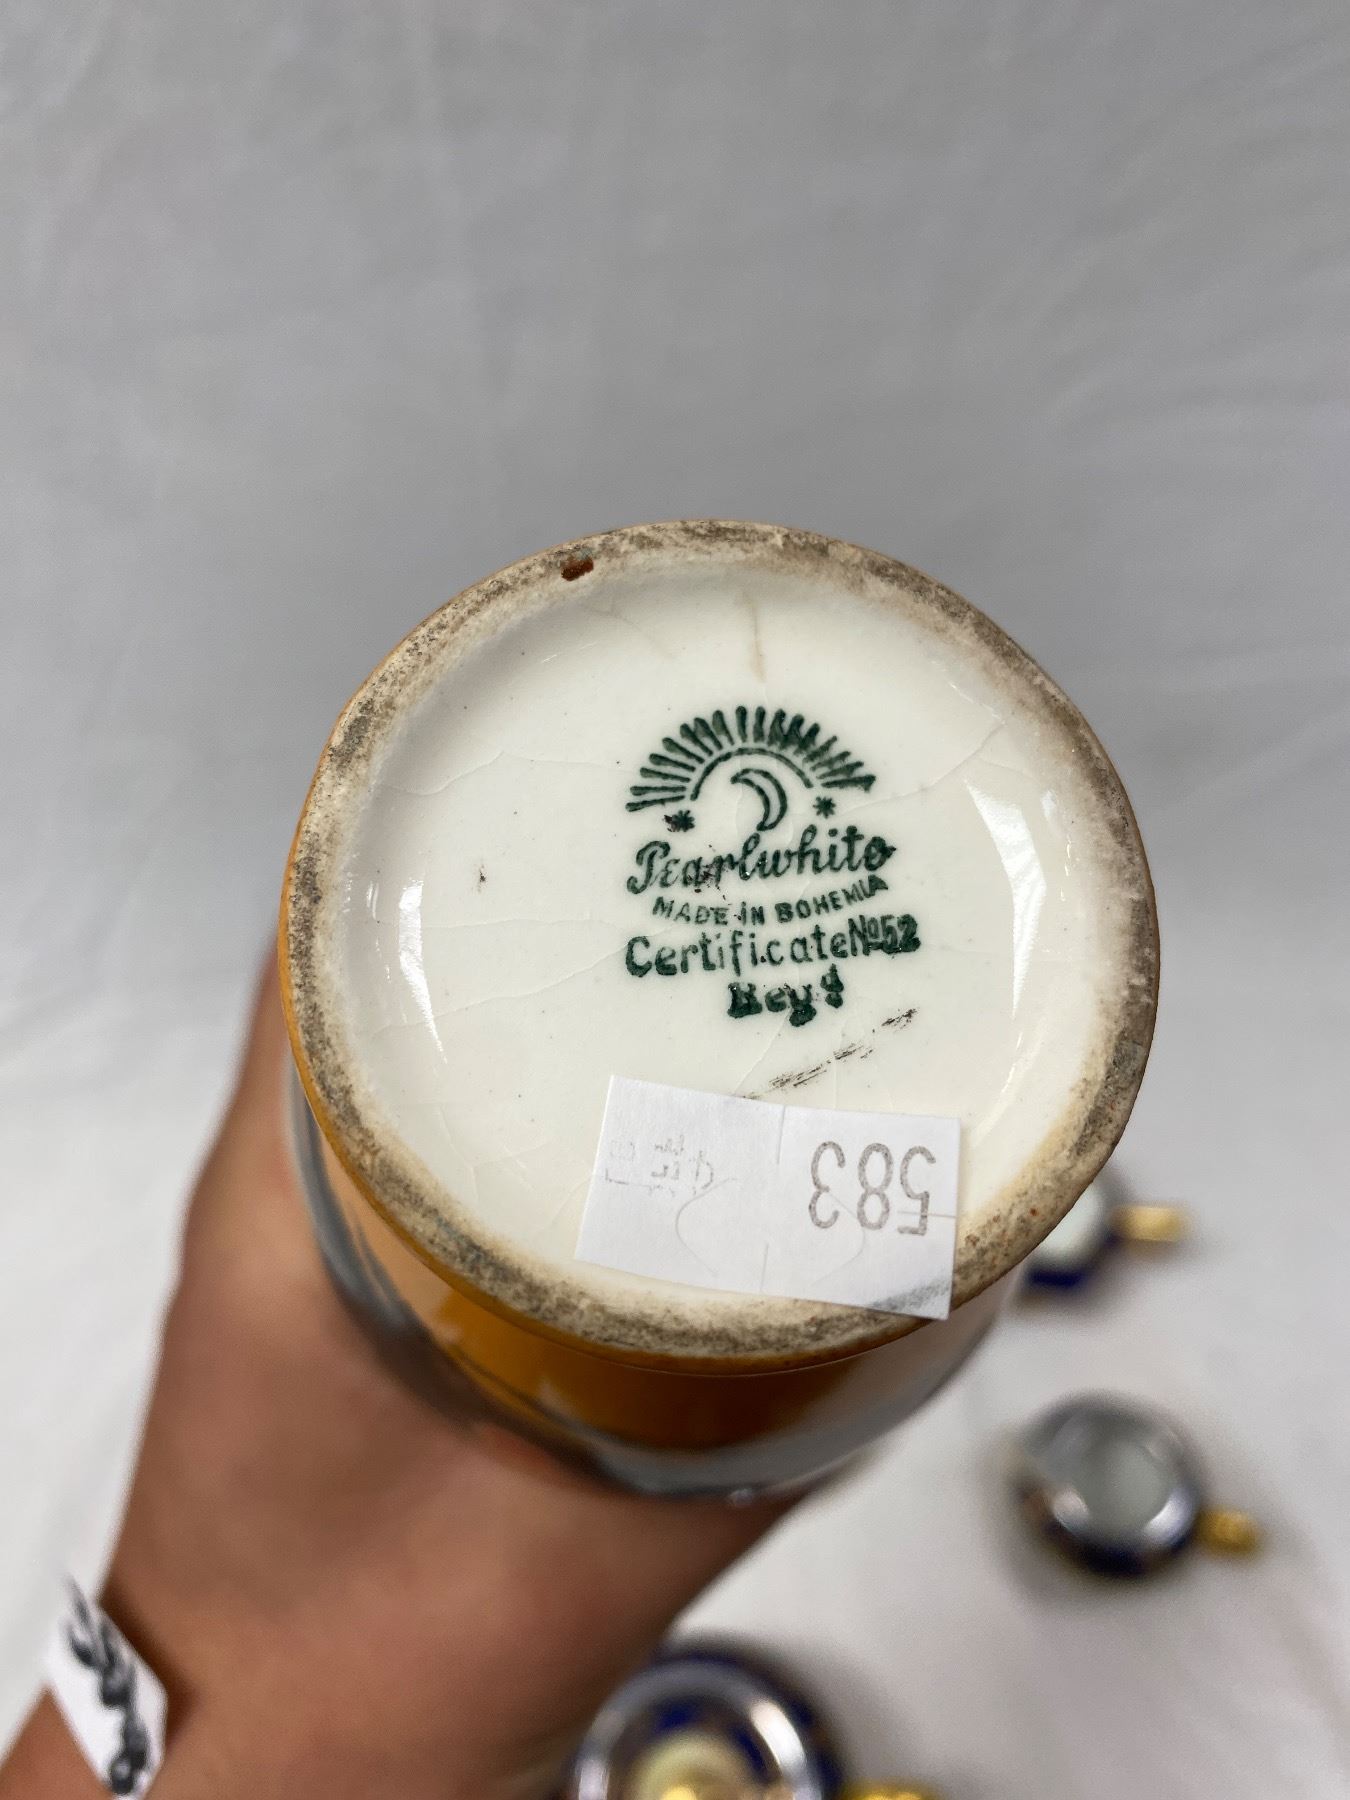 Pearlwhite
MADE IN BOHEMIA
Certificate No 52
Reg'd
583